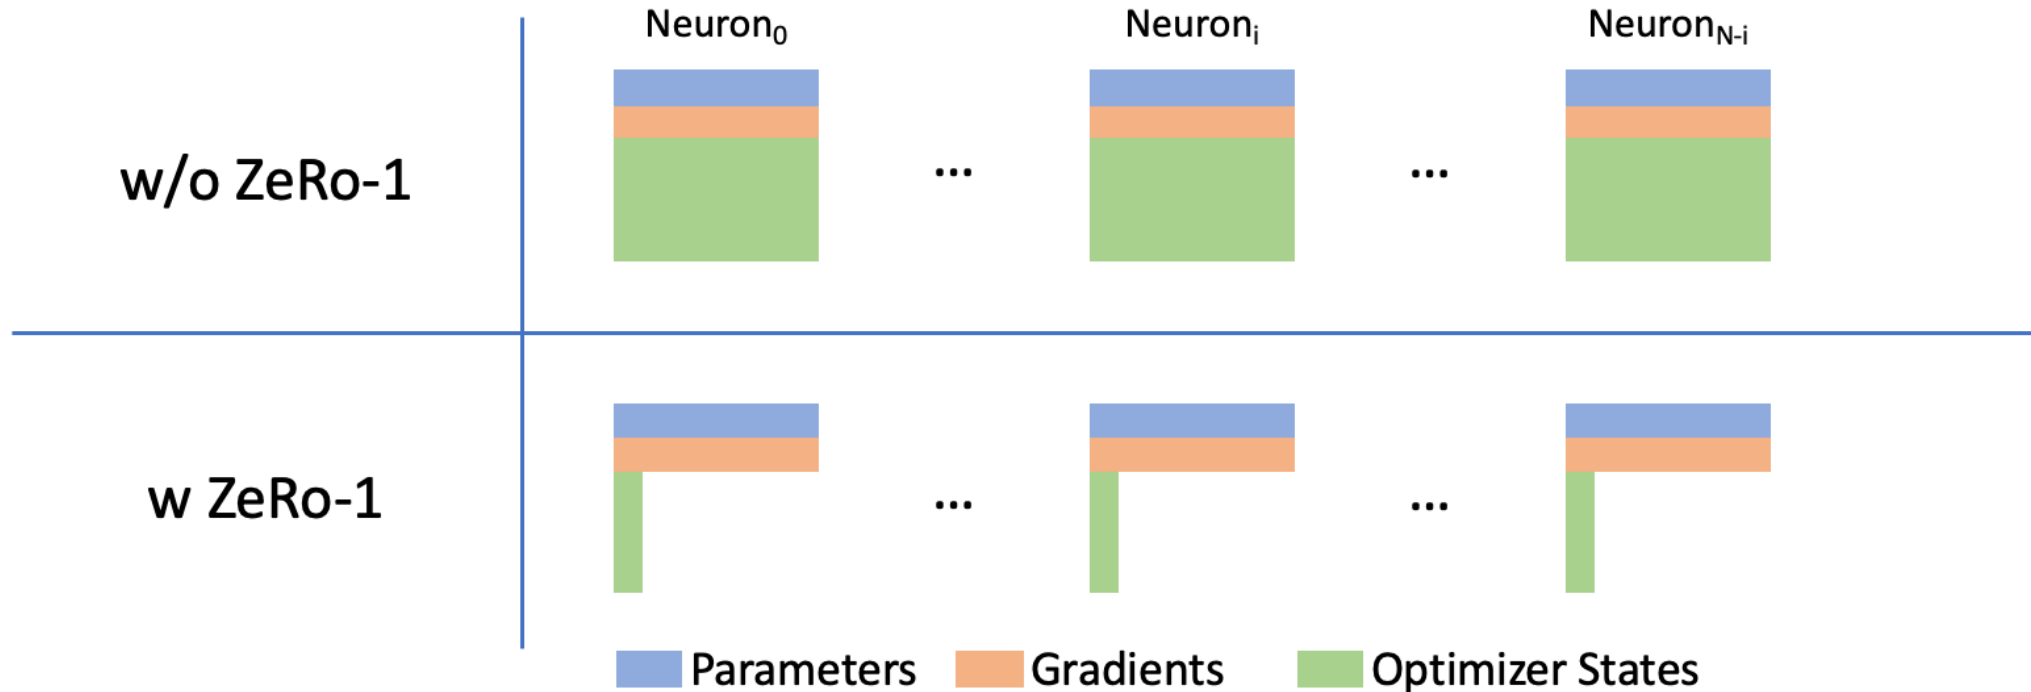 Neuron0 Neuroni NeuronN-i
w/o ZeRo-1 ... ...
w ZeRo-1 ... ...
Parameters Gradients Optimizer States